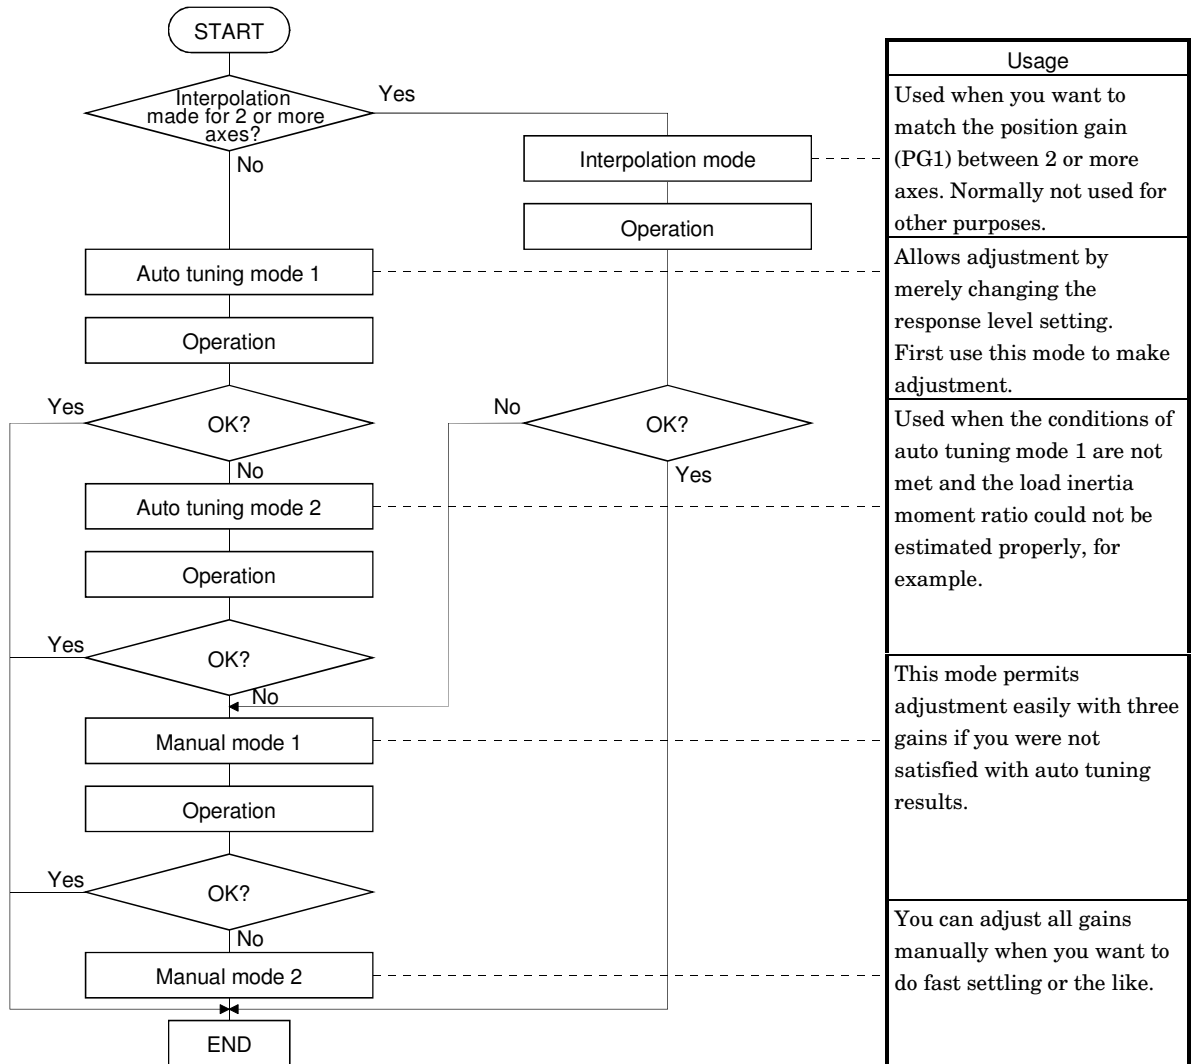 START
Interpolation
made for 2 or more
axes?
Yes
No
Interpolation mode
Operation
Auto tuning mode 1
Operation
Yes
OK?
No
No
OK?
Yes
Auto tuning mode 2
Operation
Yes
OK?
No
Manual mode 1
Operation
Yes
OK?
No
Manual mode 2
END
Usage
Used when you want to
match the position gain
(PG1) between 2 or more
axes. Normally not used for
other purposes.
Allows adjustment by
merely changing the
response level setting.
First use this mode to make
adjustment.
Used when the conditions of
auto tuning mode 1 are not
met and the load inertia
moment ratio could not be
estimated properly, for
example.
This mode permits
adjustment easily with three
gains if you were not
satisfied with auto tuning
results.
You can adjust all gains
manually when you want to
do fast settling or the like.